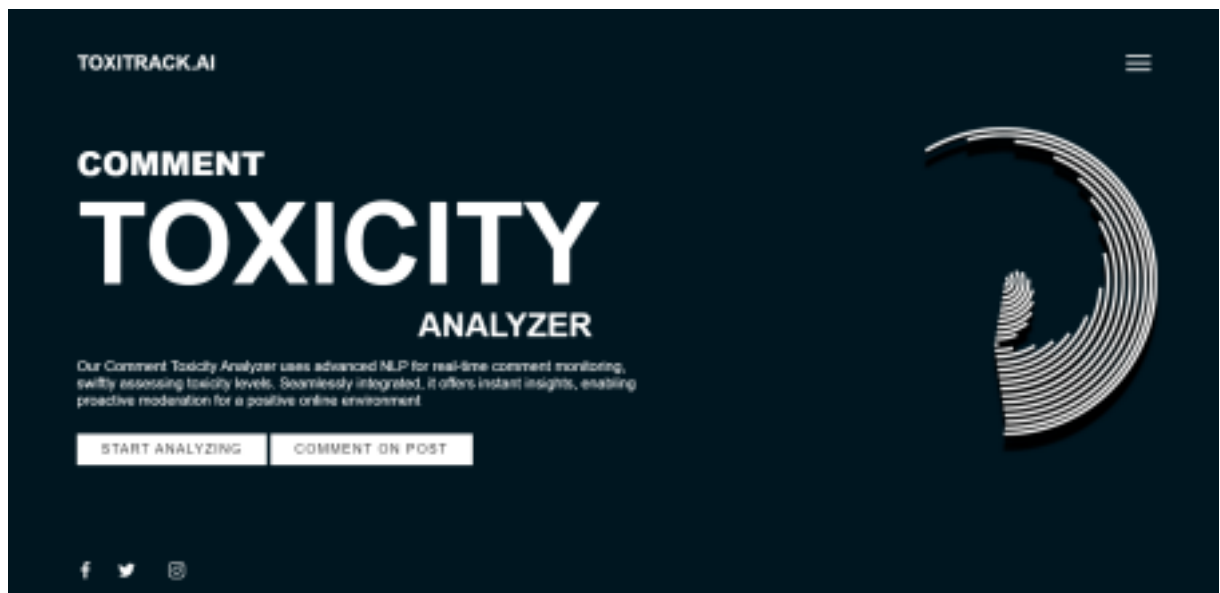 TOXITRACK.AI
COMMENT
TOXICITY
ANALYZER
Our Comment Toxicity Analyzer uses advanced NLP for real-time comment monitoring,
swiftly assessing toxicity levels. Seamlessly integrated, it offers instant insights, enabling
proactive moderation for a positive online environment
START ANALYZING COMMENT ON POST